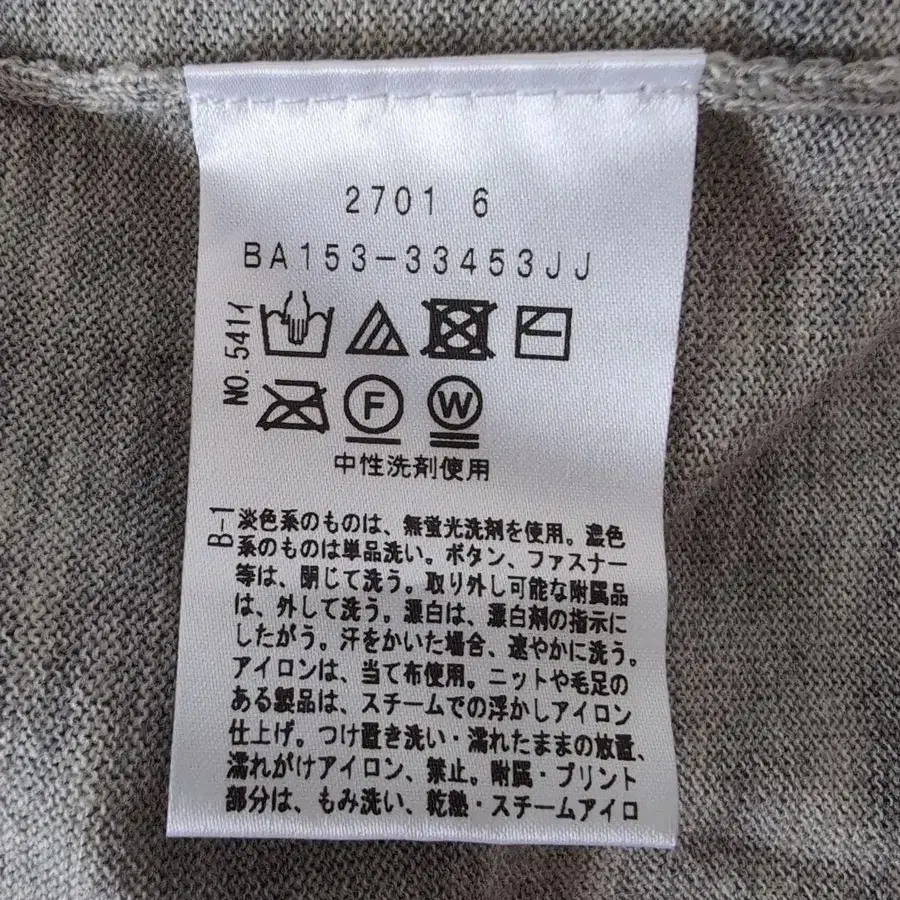 2701 6
BA153-33453JJ
NO.541イ
F
W
中性洗剤使用
B-1
淡色系のものは、無蛍光洗剤を使用。濃色
系のものは単品洗い。ボタン、ファスナー
等は、閉じて洗う。取り外し可能な附属品
は、外して洗う。漂白は、漂白剤の指示に
したがう。汗をかいた場合、速やかに洗う。
アイロンは、当て布使用。ニットや毛足の
ある製品は、スチームでの浮かしアイロン
仕上げ。つけ置き洗い・濡れたままの放置、
濡れがけアイロン、禁止。附属・プリント
部分は、もみ洗い、乾熱・スチームアイロ